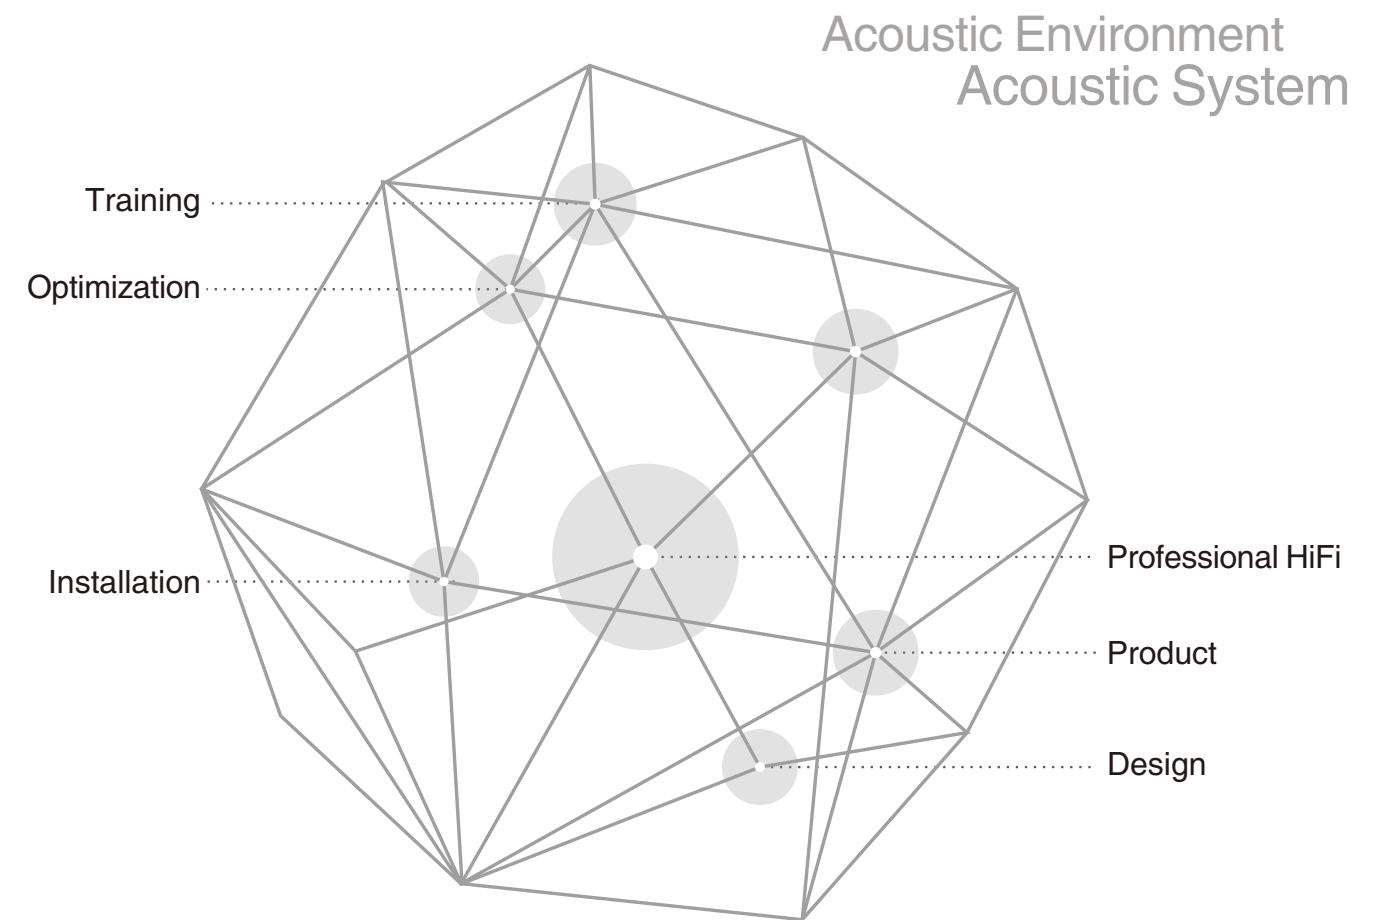 Acoustic Environment
Acoustic System
Training
Optimization
Installation
Professional HiFi
Product
Design